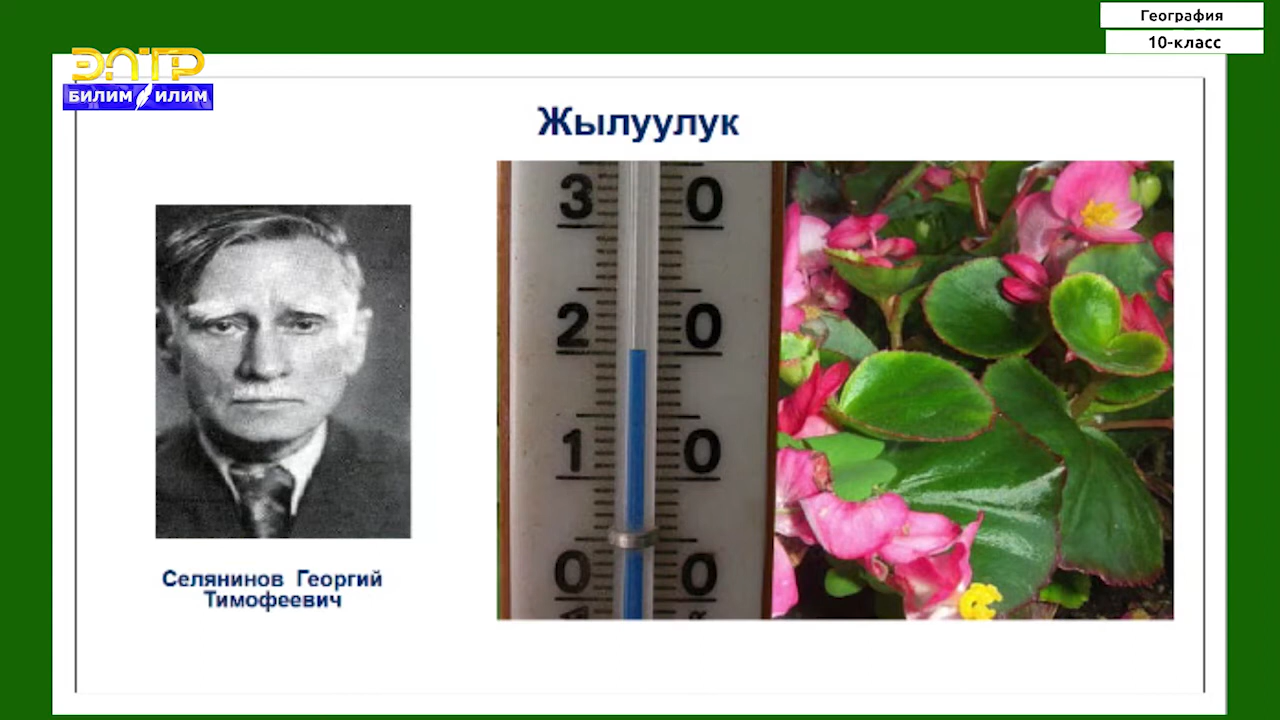 География
10-класс
ЭЛТР
БИЛИМ ИЛИМ
Жылуулук
3 0
2 0
1 0
0 0
Селянинов Георгий
Тимофеевич